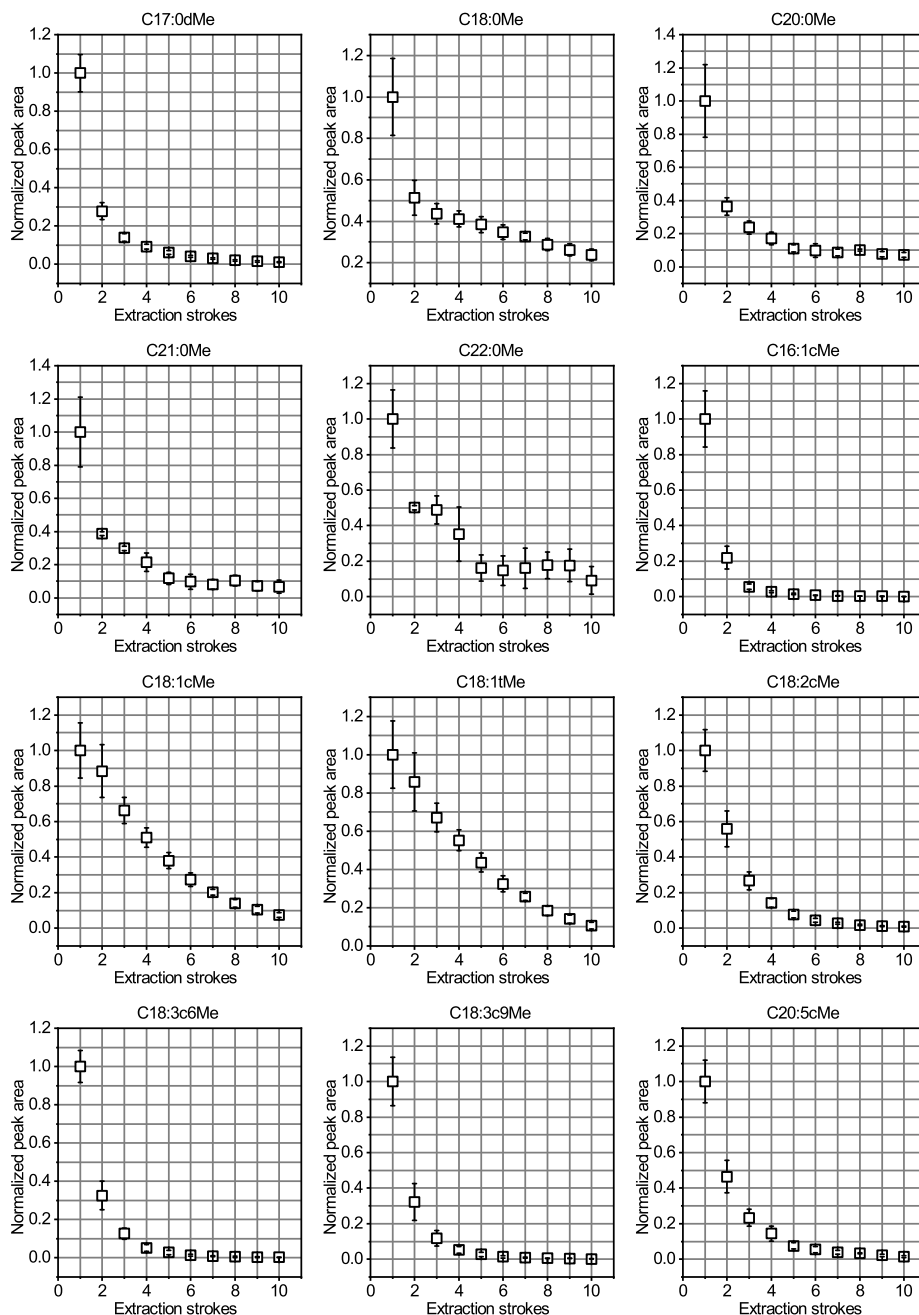 C17:0dMe
C18:0Me
C20:0Me
Normalized peak area
1.2
1.0
0.8
0.6
0.4
0.2
0.0
0 2 4 6 8 10
Extraction strokes
Normalized peak area
1.2
1.0
0.8
0.6
0.4
0.2
0 2 4 6 8 10
Extraction strokes
Normalized peak area
1.4
1.2
1.0
0.8
0.6
0.4
0.2
0.0
0 2 4 6 8 10
Extraction strokes
C21:0Me
C22:0Me
C16:1cMe
Normalized peak area
1.4
1.2
1.0
0.8
0.6
0.4
0.2
0.0
0 2 4 6 8 10
Extraction strokes
Normalized peak area
1.2
1.0
0.8
0.6
0.4
0.2
0.0
0 2 4 6 8 10
Extraction strokes
Normalized peak area
1.2
1.0
0.8
0.6
0.4
0.2
0.0
0 2 4 6 8 10
Extraction strokes
C18:1cMe
C18:1tMe
C18:2cMe
Normalized peak area
1.2
1.0
0.8
0.6
0.4
0.2
0.0
0 2 4 6 8 10
Extraction strokes
Normalized peak area
1.2
1.0
0.8
0.6
0.4
0.2
0.0
0 2 4 6 8 10
Extraction strokes
Normalized peak area
1.2
1.0
0.8
0.6
0.4
0.2
0.0
0 2 4 6 8 10
Extraction strokes
C18:3c6Me
C18:3c9Me
C20:5cMe
Normalized peak area
1.2
1.0
0.8
0.6
0.4
0.2
0.0
0 2 4 6 8 10
Extraction strokes
Normalized peak area
1.2
1.0
0.8
0.6
0.4
0.2
0.0
0 2 4 6 8 10
Extraction strokes
Normalized peak area
1.2
1.0
0.8
0.6
0.4
0.2
0.0
0 2 4 6 8 10
Extraction strokes